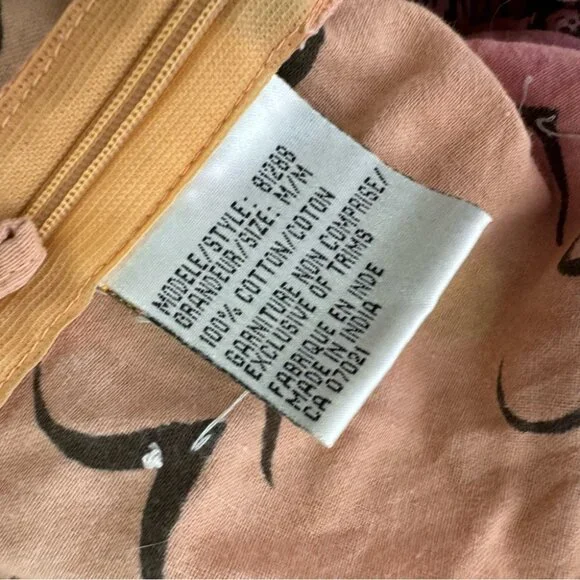 MODELE/STYLE: 81288
GRANDEUR/SIZE: M/M
100% COTTON/COTON
GARNITURE NON COMPRISE/
EXCLUSIVE OF TRIMS
FABRIQUE EN INDE
MADE IN INDIA
CA 07021